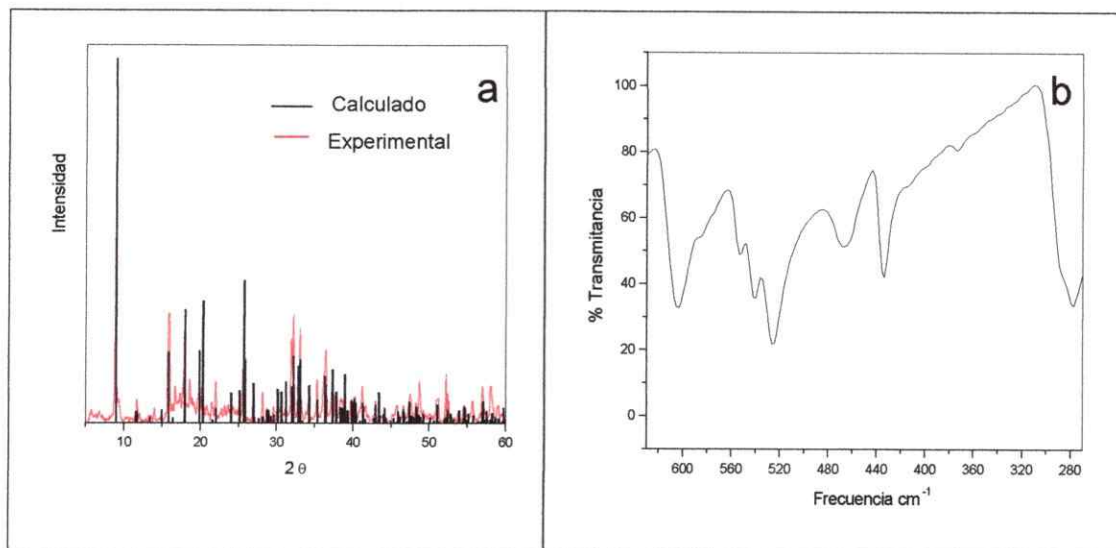 a
Calculado
Experimental
Intensidad
10 20 30 40 50 60
2 θ
b
100
80
60
40
20
0
% Transmitancia
600 560 520 480 440 400 360 320 280
Frecuencia cm⁻¹